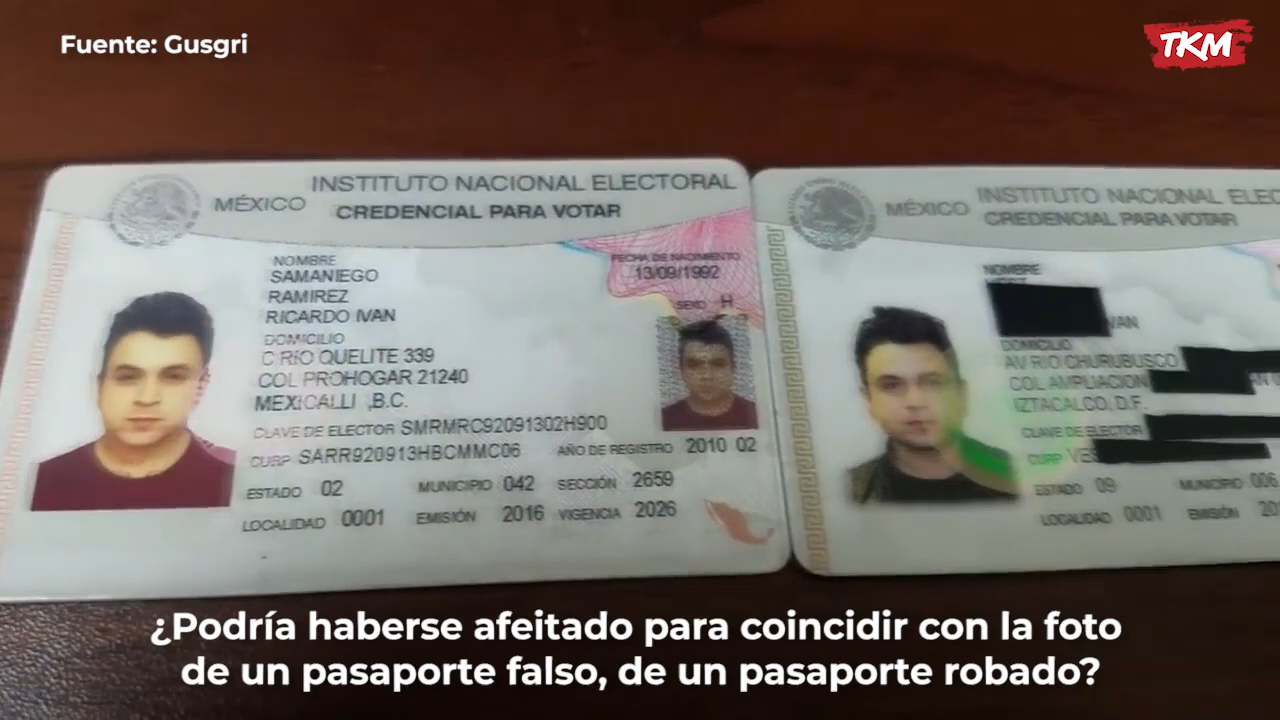 Fuente: Gusgri
TKM
INSTITUTO NACIONAL ELECTORAL
MÉXICO
CREDENCIAL PARA VOTAR
NOMBRE
SAMANIEGO
RAMIREZ
RICARDO IVAN
DOMICILIO
C RIO QUELITE 339
COL PROHOGAR 21240
MEXICALI ,B.C.
FECHA DE NACIMIENTO
13/09/1992
SEXO H
CLAVE DE ELECTOR SMRMRC92091302H900
CURP SARR920913HBCMMC06 AÑO DE REGISTRO 2010 02
ESTADO 02 MUNICIPIO 042 SECCIÓN 2659
LOCALIDAD 0001 EMISIÓN 2016 VIGENCIA 2026
INSTITUTO NACIONAL
MÉXICO
CREDENCIAL PARA VOTAR
NOMBRE
DOMICILIO
AV RIO CHURUBUSCO
COL AMPLIACION
IZTACALCO, D.F.
CLAVE DE ELECTOR
CURP
ESTADO 09 MUNICIPIO 006
LOCALIDAD 0001 EMISIÓN
¿Podría haberse afeitado para coincidir con la foto
de un pasaporte falso, de un pasaporte robado?